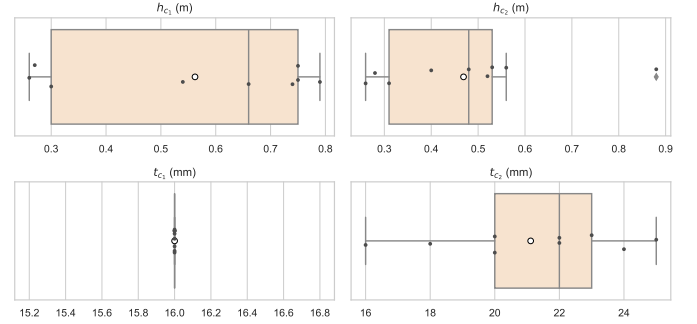 h_{c_1} (m)
h_{c_2} (m)
0.3 0.4 0.5 0.6 0.7 0.8
0.3 0.4 0.5 0.6 0.7 0.8 0.9
t_{c_1} (mm)
t_{c_2} (mm)
15.2 15.4 15.6 15.8 16.0 16.2 16.4 16.6 16.8
16 18 20 22 24